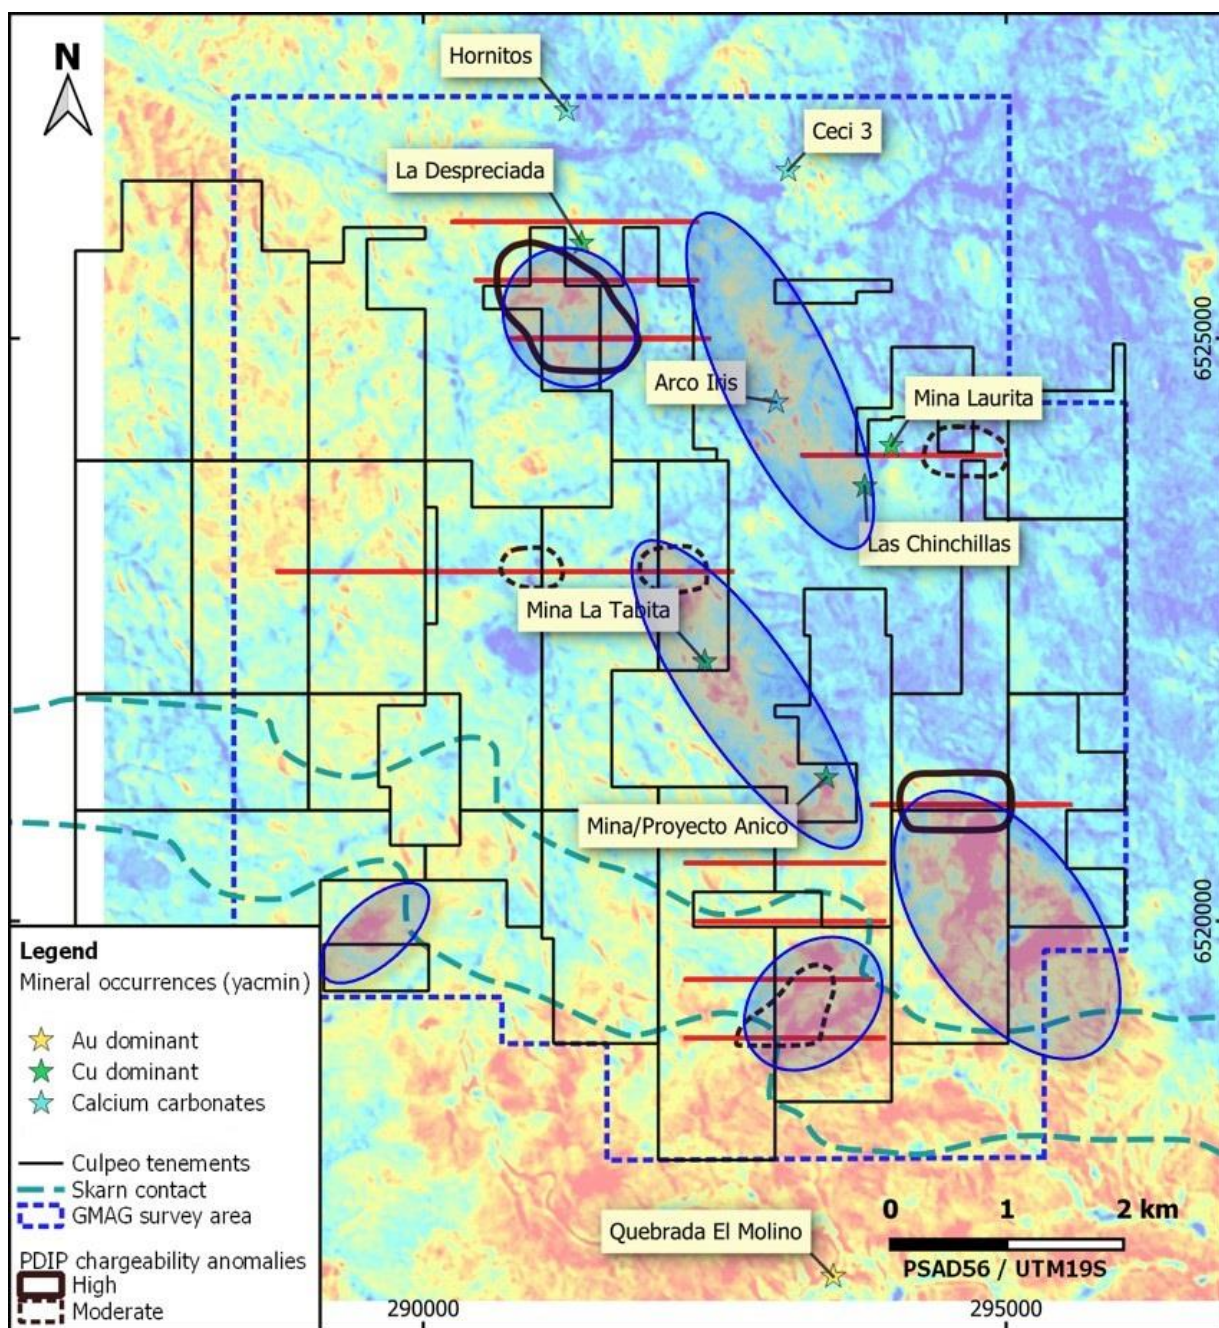 N
Hornitos
Ceci 3
La Despreciada
6525000
Arco Iris
Mina Laurita
Las Chinchillas
Mina La Tabita
Mina/Proyecto Anico
6520000
Legend
Mineral occurrences (yacmin)
Au dominant
Cu dominant
Calcium carbonates
Culpeo tenements
Skarn contact
GMAG survey area
PDIP chargeability anomalies
High
Moderate
0 1 2 km
Quebrada El Molino
PSAD56 / UTM19S
290000 295000